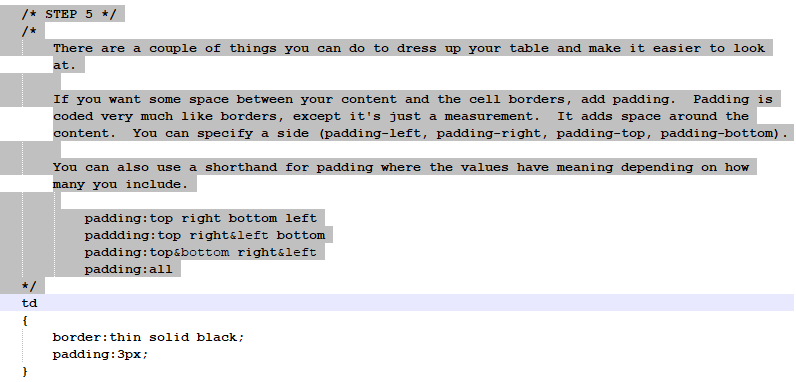 /* STEP 5 */
/*
There are a couple of things you can do to dress up your table and make it easier to look
at.
If you want some space between your content and the cell borders, add padding.  Padding is
coded very much like borders, except it's just a measurement.  It adds space around the
content.  You can specify a side (padding-left, padding-right, padding-top, padding-bottom).
You can also use a shorthand for padding where the values have meaning depending on how
many you include.
padding:top right bottom left
paddding:top right&left bottom
padding:top&bottom right&left
padding:all
*/
td
{
border:thin solid black;
padding:3px;
}